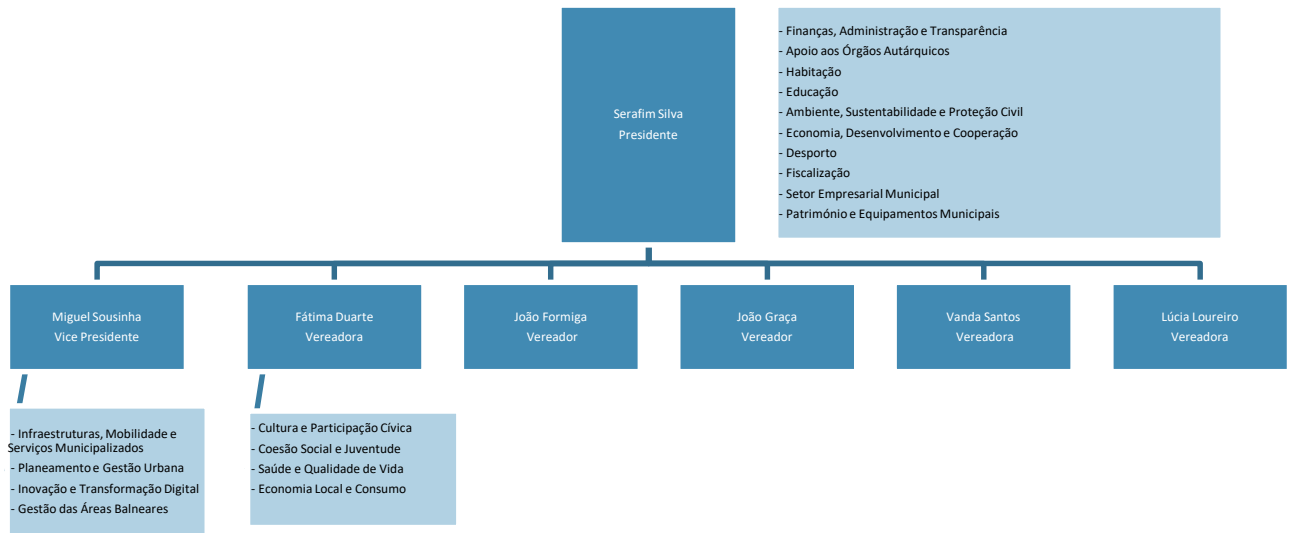 Serafim Silva
Presidente
- Finanças, Administração e Transparência
- Apoio aos Órgãos Autárquicos
- Habitação
- Educação
- Ambiente, Sustentabilidade e Proteção Civil
- Economia, Desenvolvimento e Cooperação
- Desporto
- Fiscalização
- Setor Empresarial Municipal
- Património e Equipamentos Municipais
Miguel Sousinha
Vice Presidente
Fátima Duarte
Vereadora
João Formiga
Vereador
João Graça
Vereador
Vanda Santos
Vereadora
Lúcia Loureiro
Vereadora
- Infraestruturas, Mobilidade e
Serviços Municipalizados
- Planeamento e Gestão Urbana
- Inovação e Transformação Digital
- Gestão das Áreas Balneares
- Cultura e Participação Cívica
- Coesão Social e Juventude
- Saúde e Qualidade de Vida
- Economia Local e Consumo